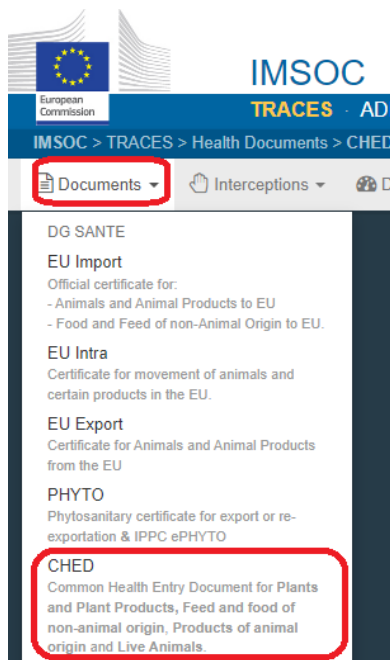 IMSOC
European
Commission
TRACES · AD
IMSOC > TRACES > Health Documents > CHED
Documents
Interceptions
D
DG SANTE
EU Import
Official certificate for:
- Animals and Animal Products to EU
- Food and Feed of non-Animal Origin to EU.
EU Intra
Certificate for movement of animals and
certain products in the EU.
EU Export
Certificate for Animals and Animal Products
from the EU
PHYTO
Phytosanitary certificate for export or re-
exportation & IPPC ePHYTO
CHED
Common Health Entry Document for Plants
and Plant Products, Feed and food of
non-animal origin, Products of animal
origin and Live Animals.